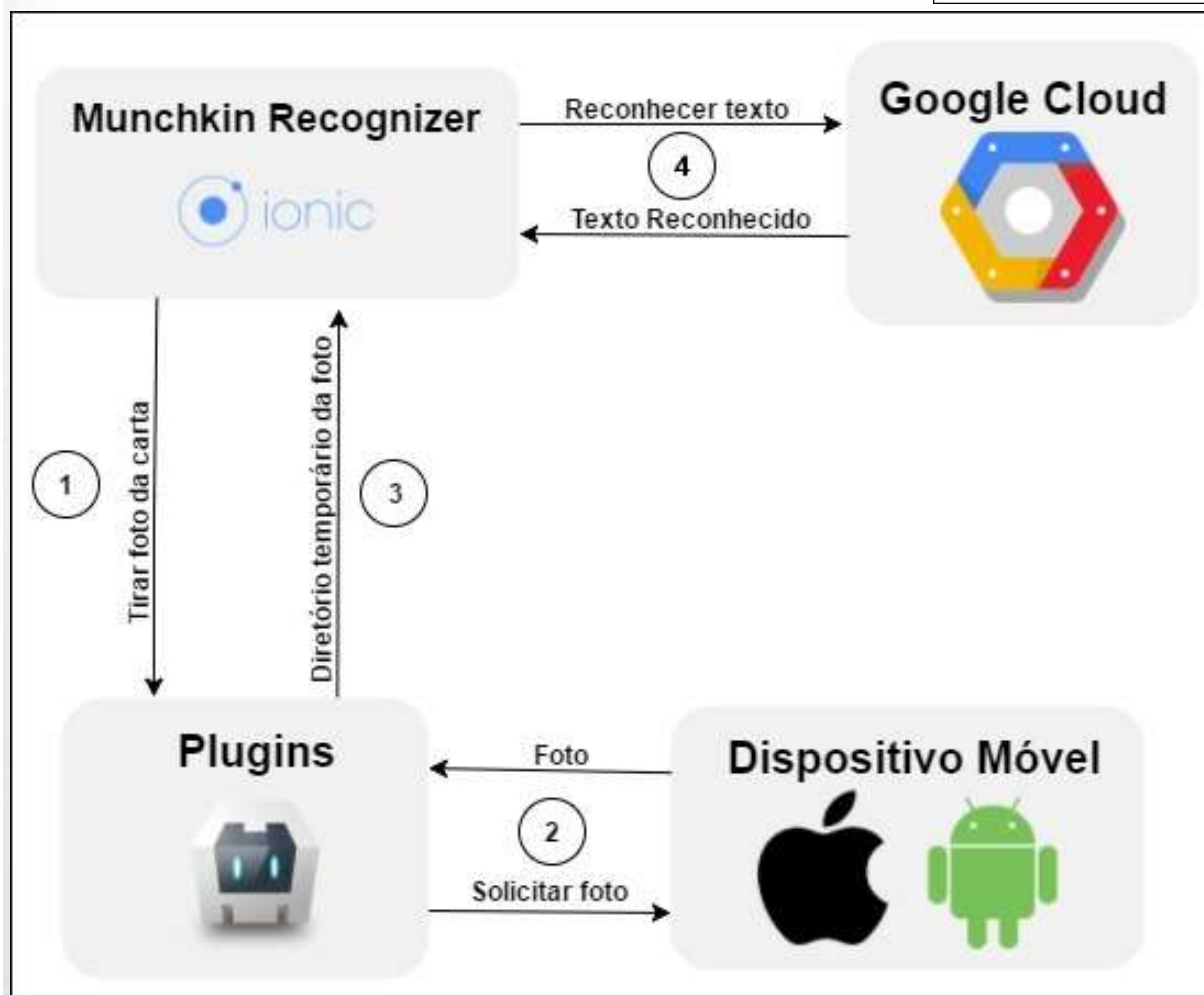 Munchkin Recognizer
ionic
Reconhecer texto
4
Texto Reconhecido
Google Cloud
1
Tirar foto da carta
Diretório temporário da foto
3
Plugins
Foto
2
Solicitar foto
Dispositivo Móvel